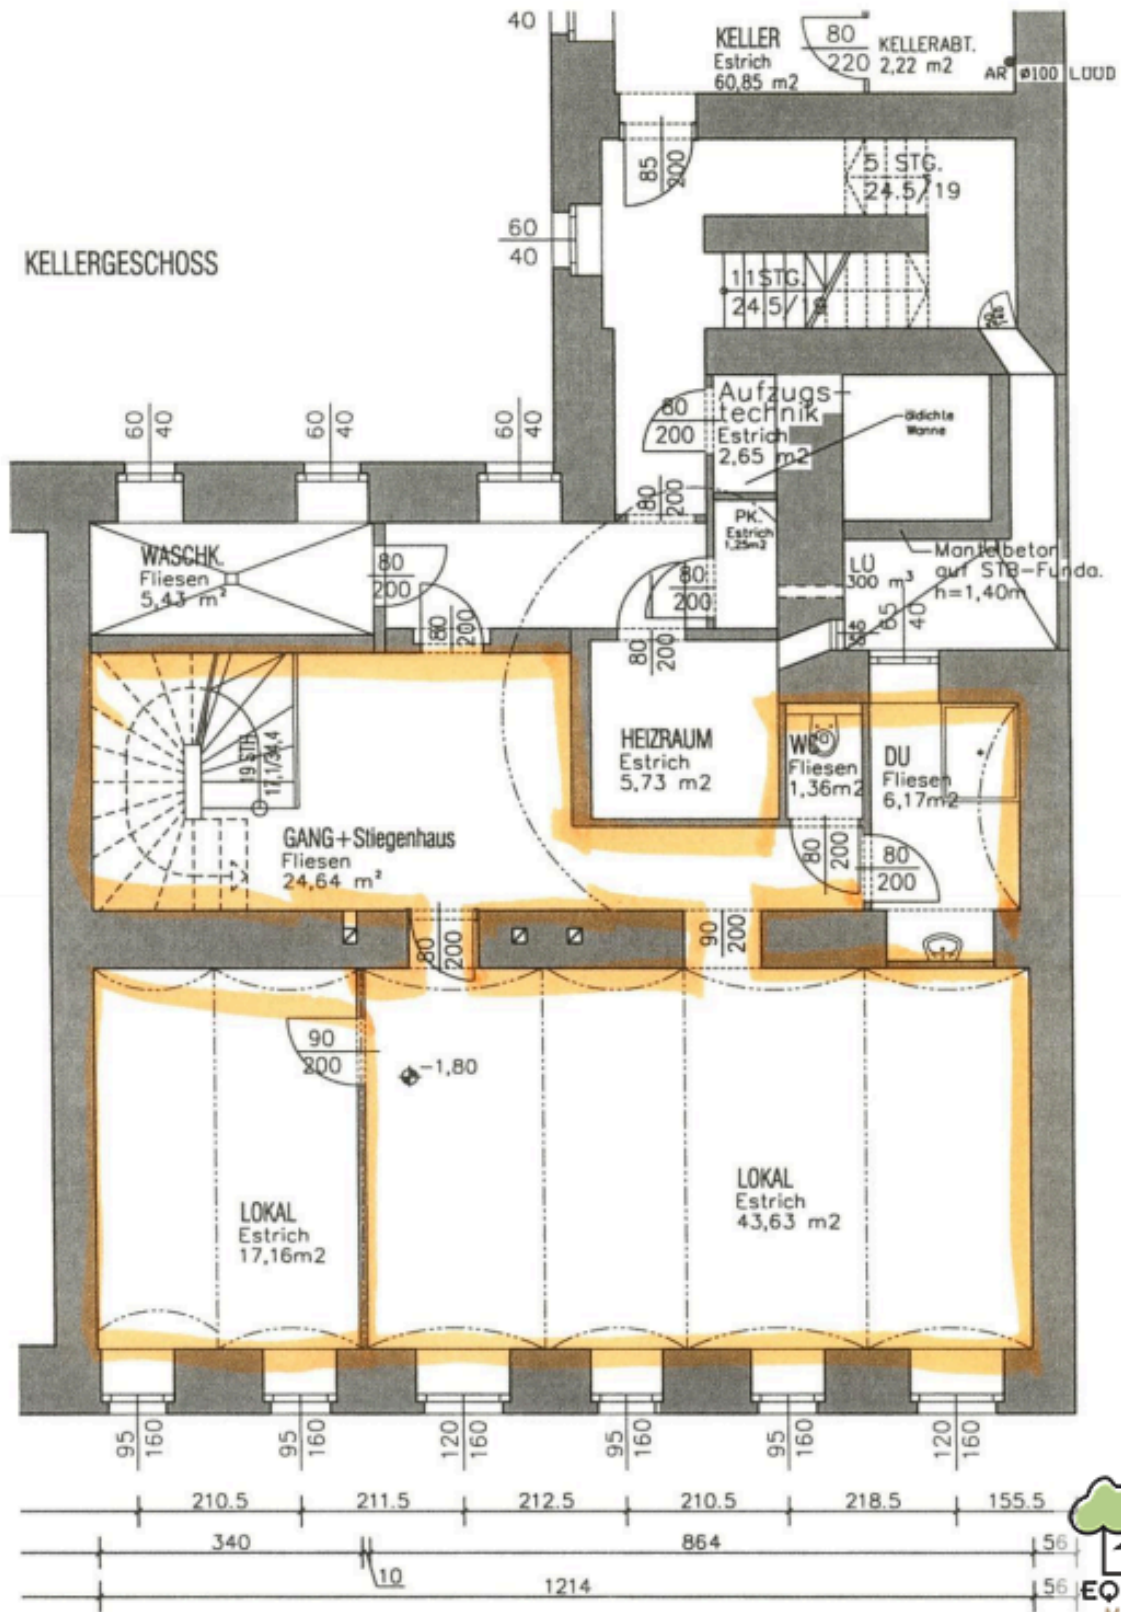 40
KELLER
Estrich
60,85 m2
80
220
KELLERABT.
2,22 m2
AR ø100 LÜÜD
85
200
5 STG.
24.5/19
60
40
KELLERGESCHOSS
11STG.
24.5/19
60
40
60
40
60
40
80
200
Aufzugs
technik
Estrich
2,65 m2
öldichte
Wanne
80
200
PK.
Estrich
1,25m2
WASCHK.
Fliesen
5,43 m²
80
200
80
200
80
200
80
200
LÜ
300 m³
Mantelbeton
auf STB-Funda.
h=1,40m
65
40
40
50
HEIZRAUM
Estrich
5,73 m2
WC
Fliesen
1,36m2
DU
Fliesen
6,17m2
19 STG
17,1/34,4
GANG+Stiegenhaus
Fliesen
24,64 m²
80
200
80
200
80
200
90
200
90
200
-1,80
LOKAL
Estrich
17,16m2
LOKAL
Estrich
43,63 m2
95
160
95
160
120
160
95
160
95
160
120
160
210.5 211.5 212.5 210.5 218.5 155.5
340 864 56
10
1214 56
EQ